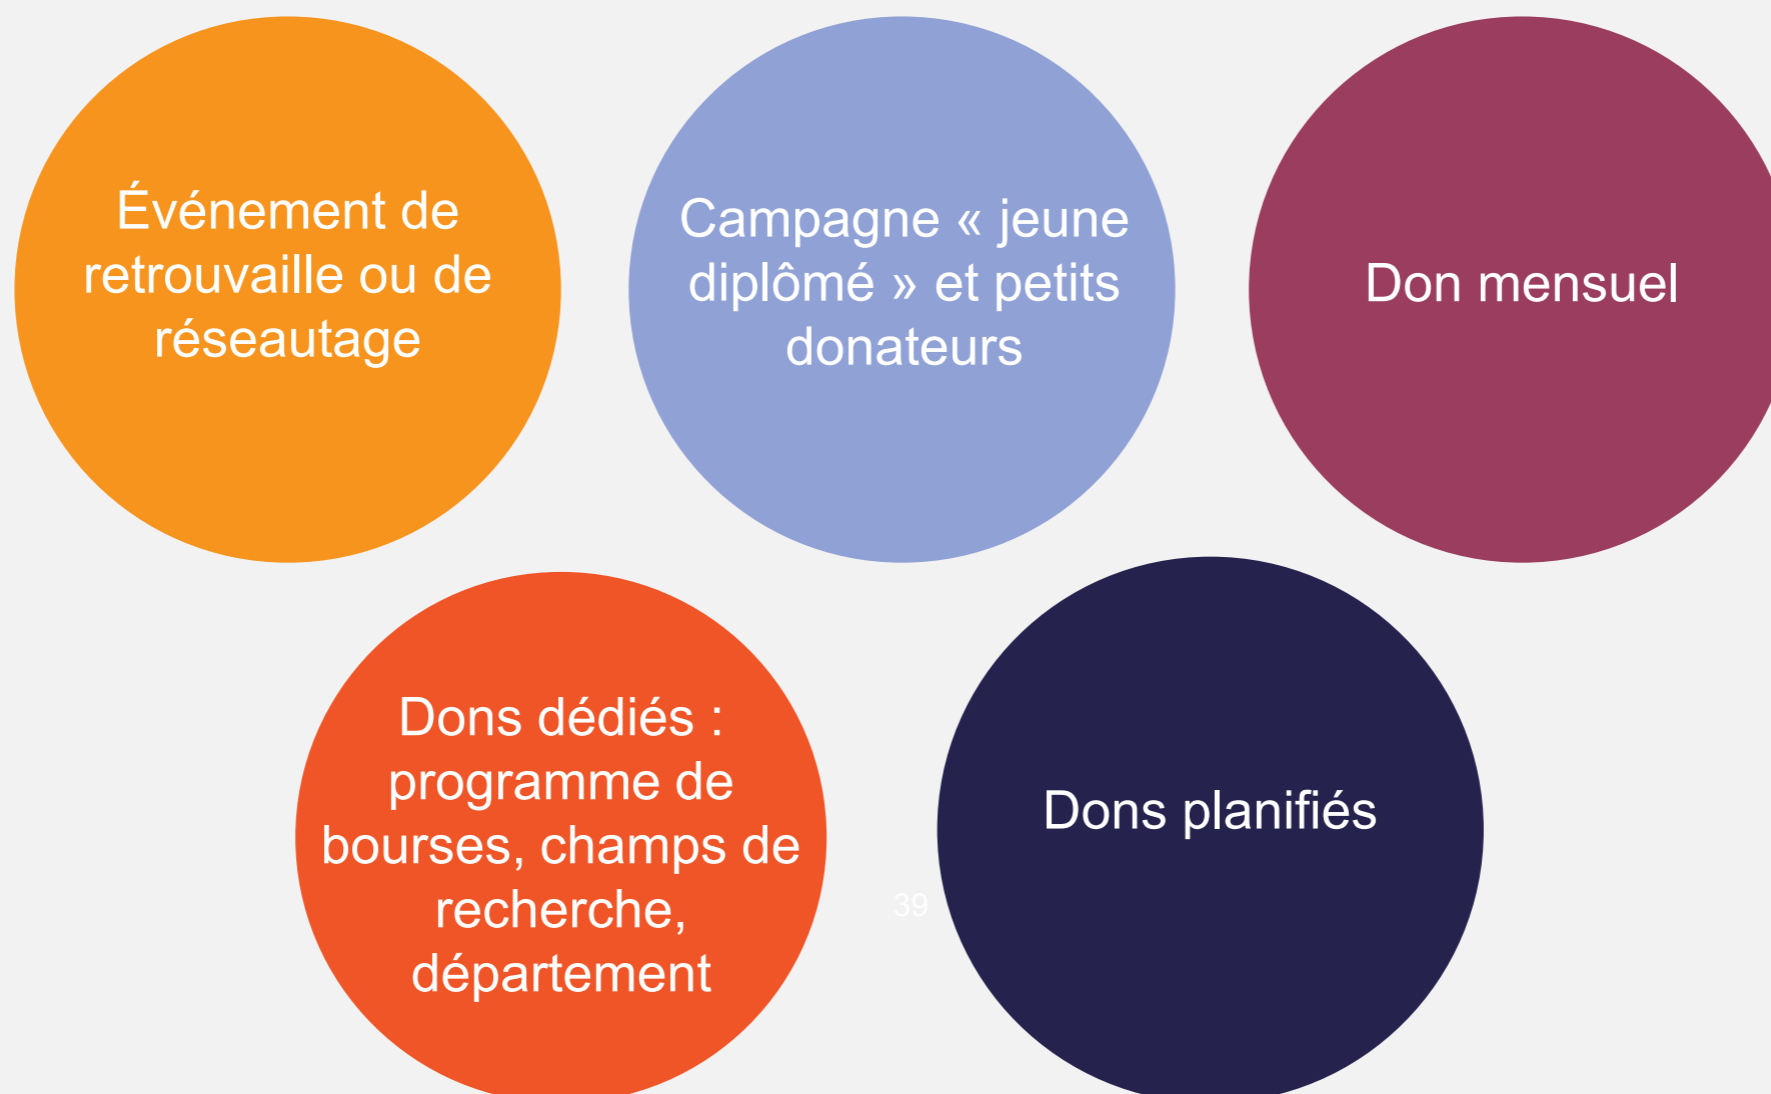 Événement de
retrouvaille ou de
réseautage
Campagne « jeune
diplômé » et petits
donateurs
Don mensuel
Dons dédiés :
programme de
bourses, champs de
recherche,
département
Dons planifiés
39